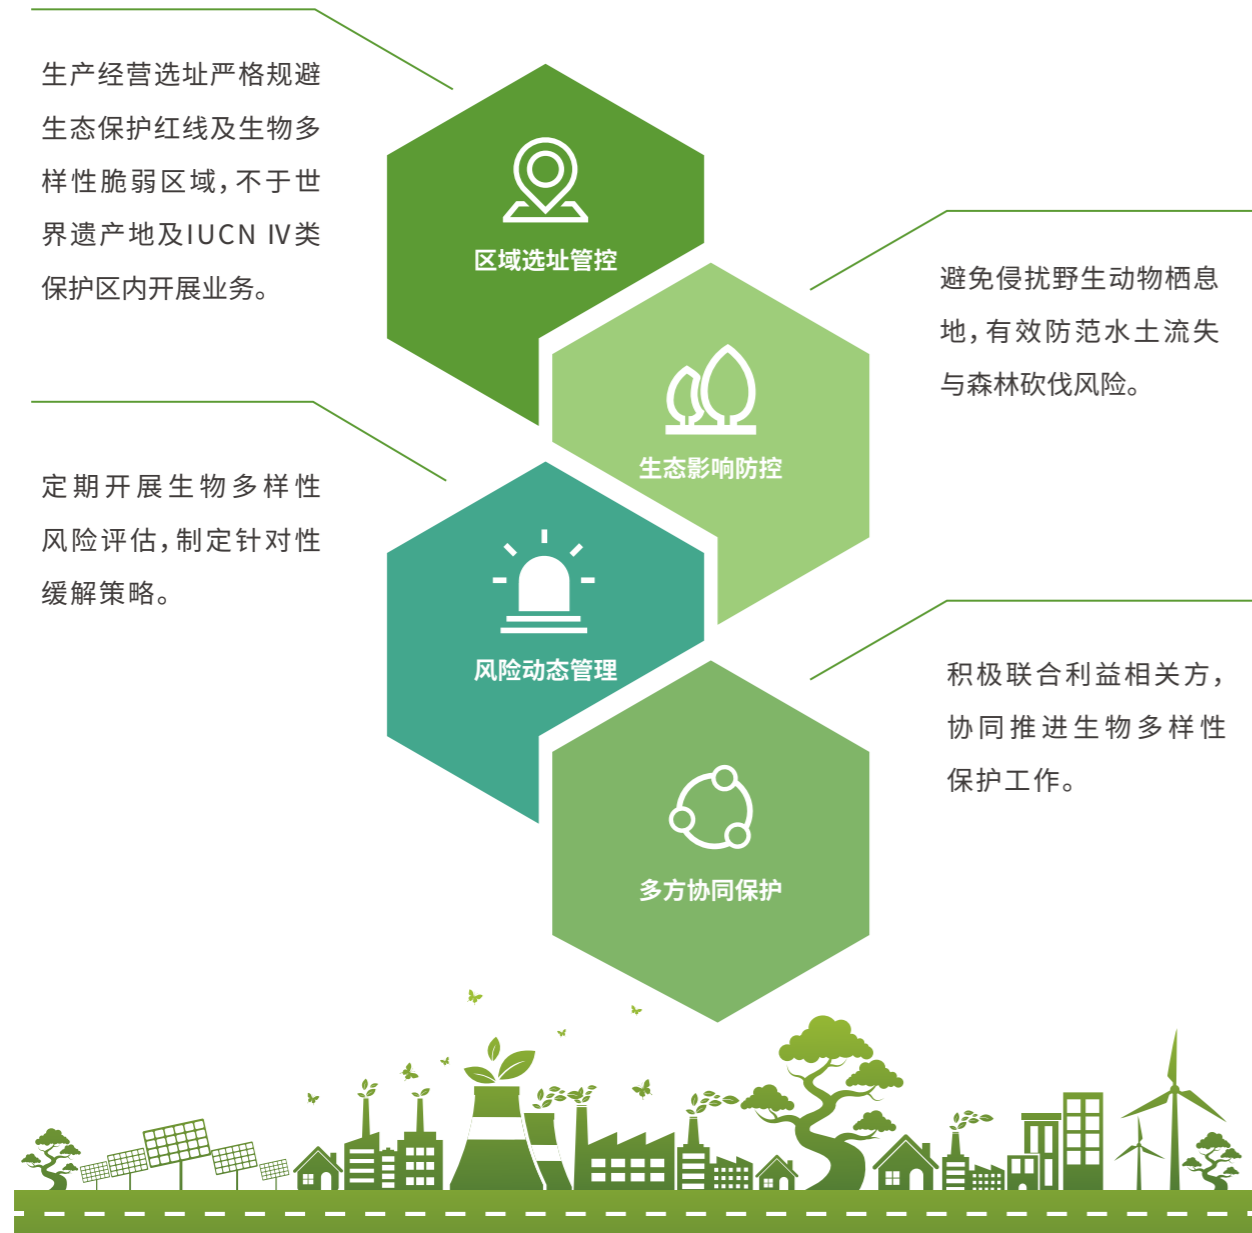 生产经营选址严格规避
生态保护红线及生物多
样性脆弱区域，不于世
界遗产地及IUCN Ⅳ类
保护区内开展业务。
区域选址管控
避免侵扰野生动物栖息
地，有效防范水土流失
与森林砍伐风险。
生态影响防控
定期开展生物多样性
风险评估，制定针对性
缓解策略。
风险动态管理
积极联合利益相关方，
协同推进生物多样性
保护工作。
多方协同保护